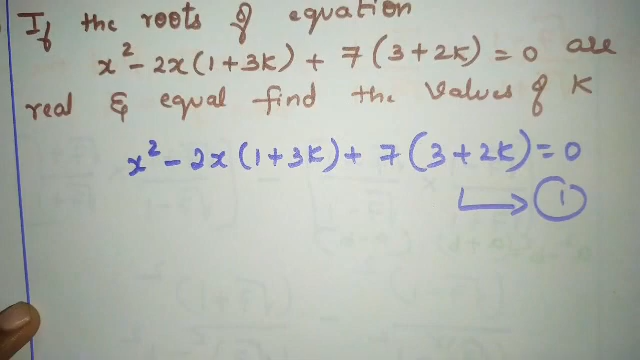 If the roots of equation
x² - 2x(1+3k) + 7(3+2k) = 0 are
real & equal find the values of K
x² - 2x(1+3k) + 7(3+2k) = 0
1